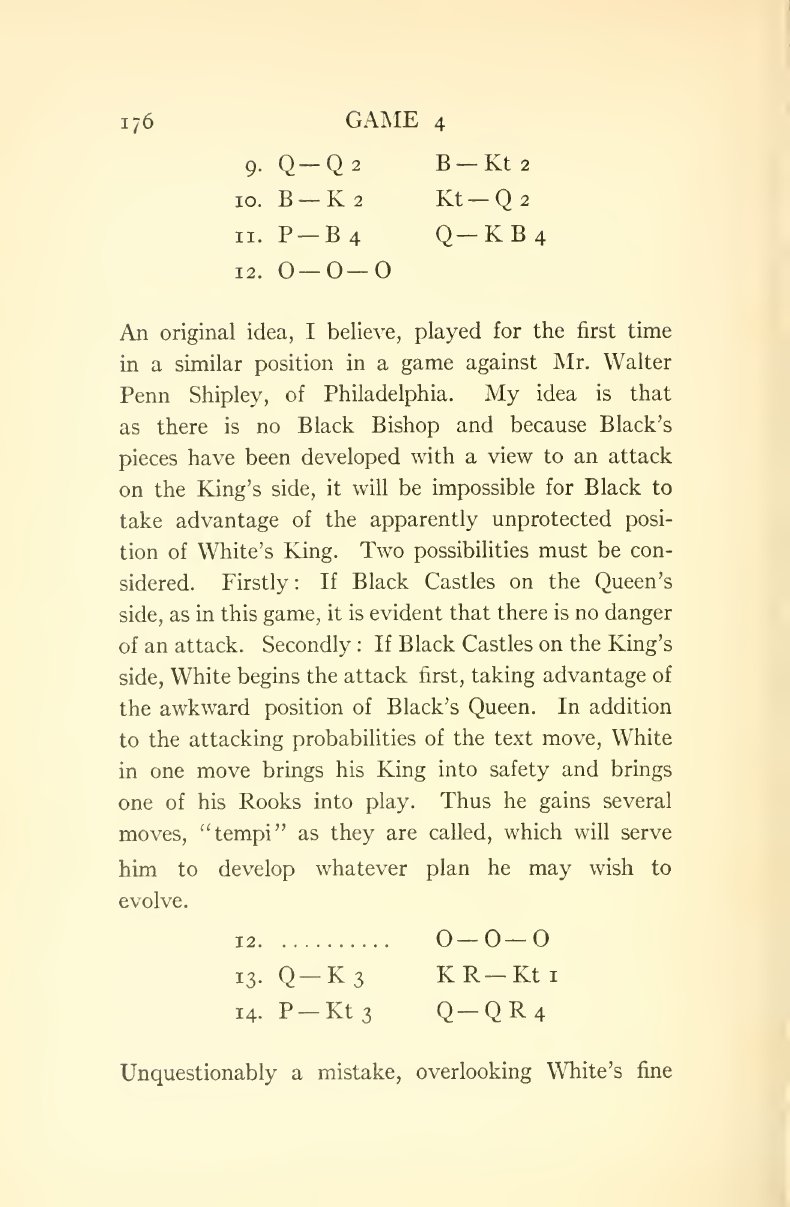 176 GAME 4
9. Q—Q 2 B—Kt 2
10. B—K 2 Kt—Q 2
11. P—B 4 Q—K B 4
12. O—O—O
An original idea, I believe, played for the first time
in a similar position in a game against Mr. Walter
Penn Shipley, of Philadelphia. My idea is that
as there is no Black Bishop and because Black's
pieces have been developed with a view to an attack
on the King's side, it will be impossible for Black to
take advantage of the apparently unprotected posi-
tion of White's King. Two possibilities must be con-
sidered. Firstly: If Black Castles on the Queen's
side, as in this game, it is evident that there is no danger
of an attack. Secondly: If Black Castles on the King's
side, White begins the attack first, taking advantage of
the awkward position of Black's Queen. In addition
to the attacking probabilities of the text move, White
in one move brings his King into safety and brings
one of his Rooks into play. Thus he gains several
moves, "tempi" as they are called, which will serve
him to develop whatever plan he may wish to
evolve.
12. .......... O—O—O
13. Q—K 3 K R—Kt 1
14. P—Kt 3 Q—Q R 4
Unquestionably a mistake, overlooking White's fine